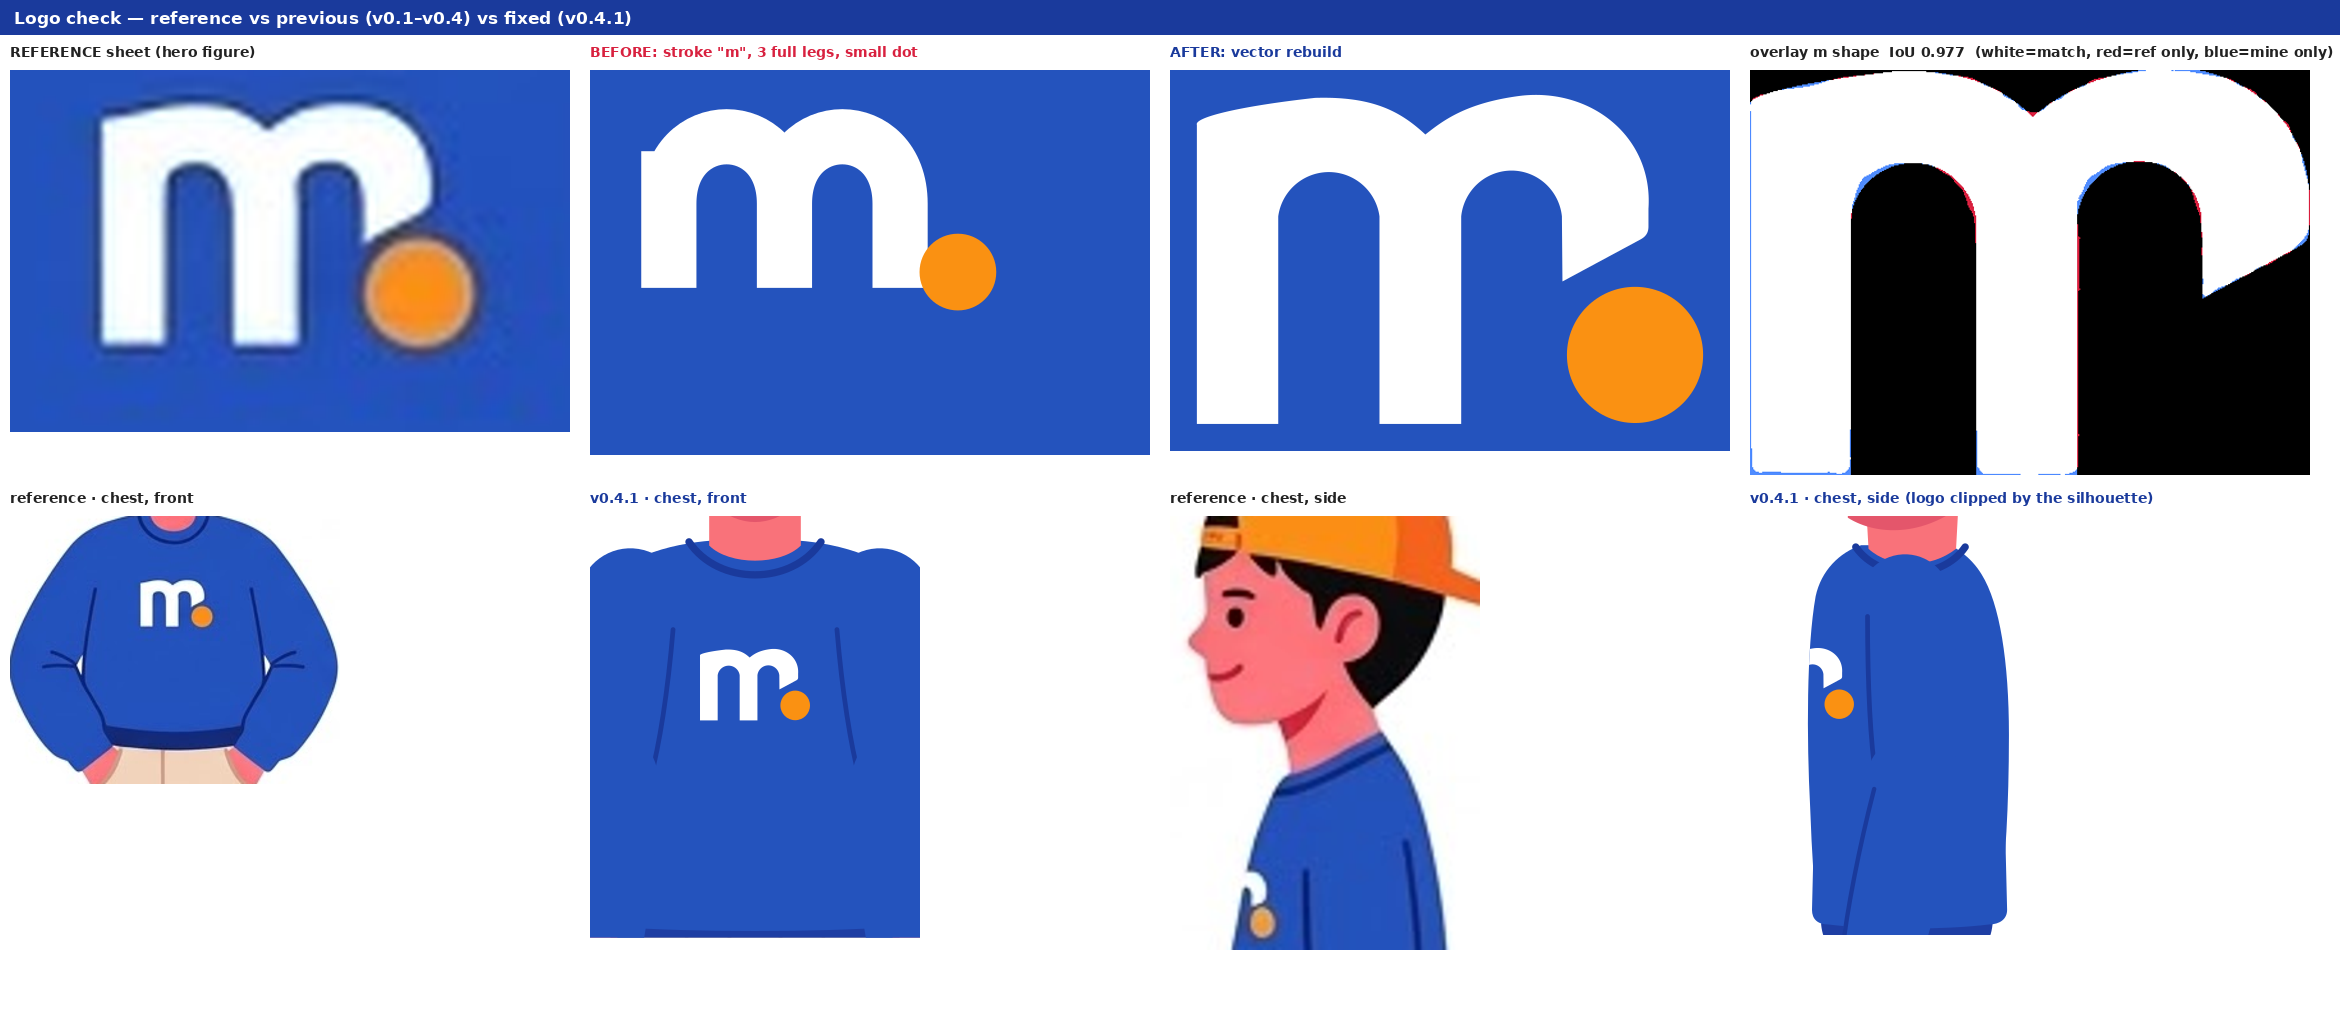 Logo check — reference vs previous (v0.1–v0.4) vs fixed (v0.4.1)
REFERENCE sheet (hero figure)
BEFORE: stroke "m", 3 full legs, small dot
AFTER: vector rebuild
overlay m shape  IoU 0.977  (white=match, red=ref only, blue=mine only)
m
m
m
m
reference · chest, front
v0.4.1 · chest, front
reference · chest, side
v0.4.1 · chest, side (logo clipped by the silhouette)
m
m